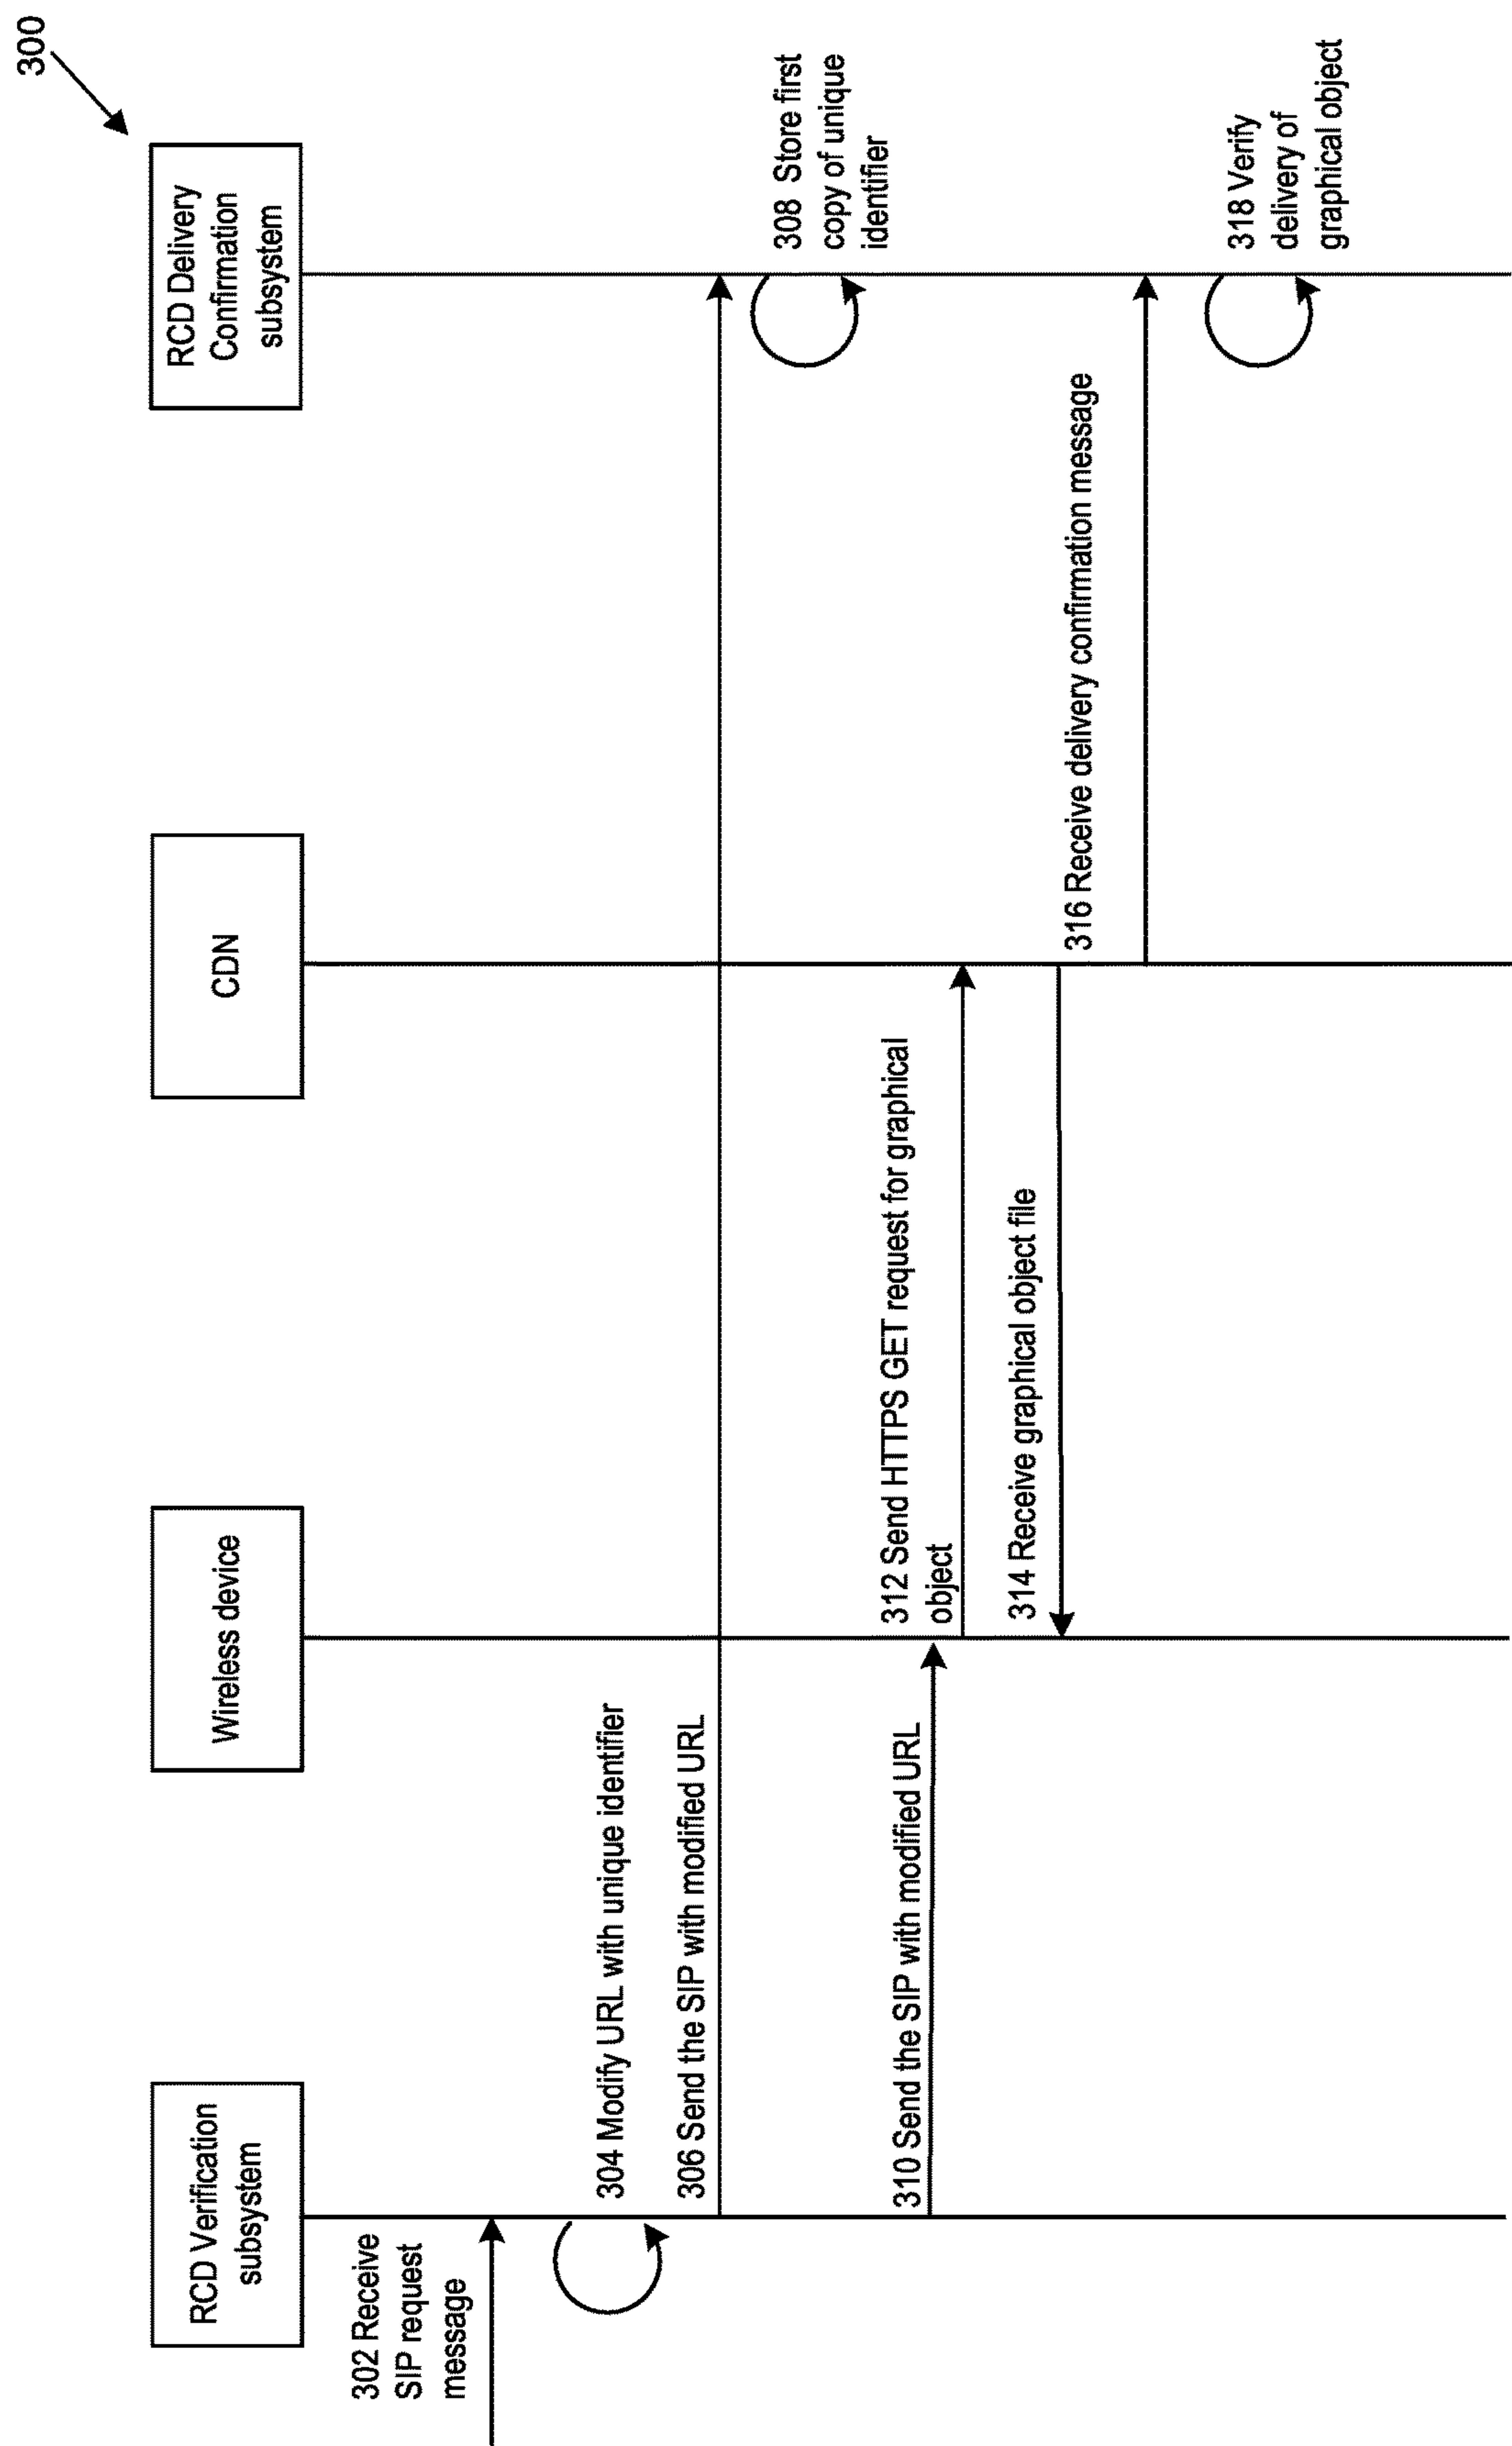 300
RCD Verification
subsystem
Wireless device
CDN
RCD Delivery
Confirmation
subsystem
302 Receive
SIP request
message
304 Modify URL with unique identifier
306 Send the SIP with modified URL
308 Store first
copy of unique
identifier
310 Send the SIP with modified URL
312 Send HTTPS GET request for graphical
object
314 Receive graphical object file
316 Receive delivery confirmation message
318 Verify
delivery of
graphical object